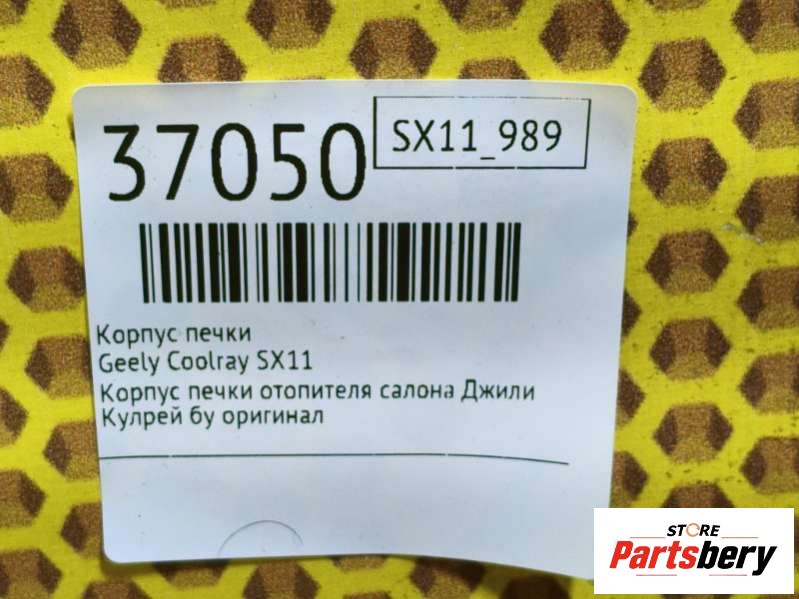 37050
SX11_989
Корпус печки
Geely Coolray SX11
Корпус печки отопителя салона Джили
Кулрей бу оригинал
STORE
Partsbery